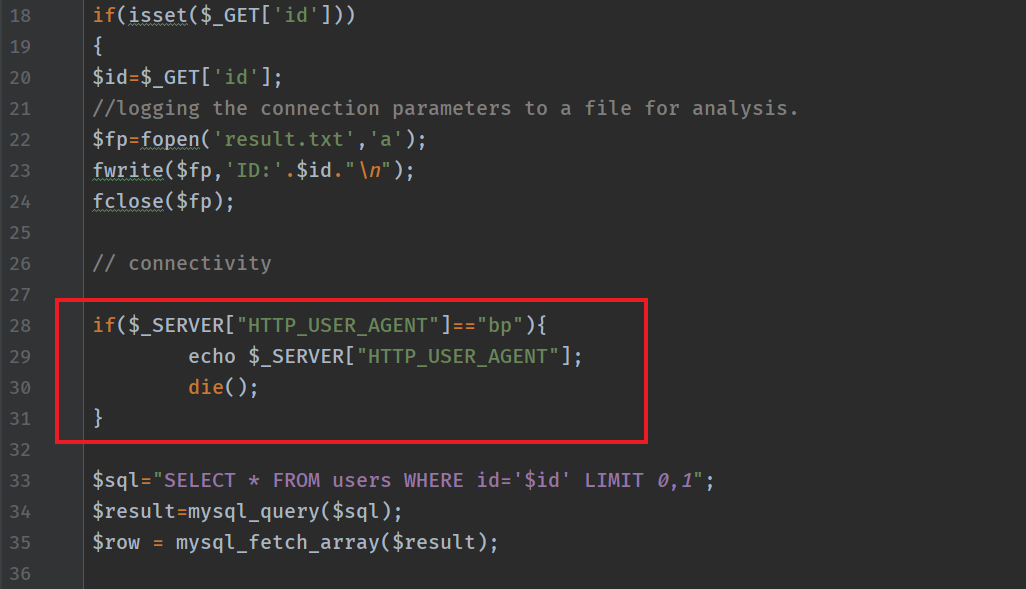 18 if(isset($_GET['id']))
19 {
20 $id=$_GET['id'];
21 //logging the connection parameters to a file for analysis.
22 $fp=fopen('result.txt','a');
23 fwrite($fp,'ID:'.$id."\n");
24 fclose($fp);
25
26 // connectivity
27
28 if($_SERVER["HTTP_USER_AGENT"]=="bp"){
29 echo $_SERVER["HTTP_USER_AGENT"];
30 die();
31 }
32
33 $sql="SELECT * FROM users WHERE id='$id' LIMIT 0,1";
34 $result=mysql_query($sql);
35 $row = mysql_fetch_array($result);
36